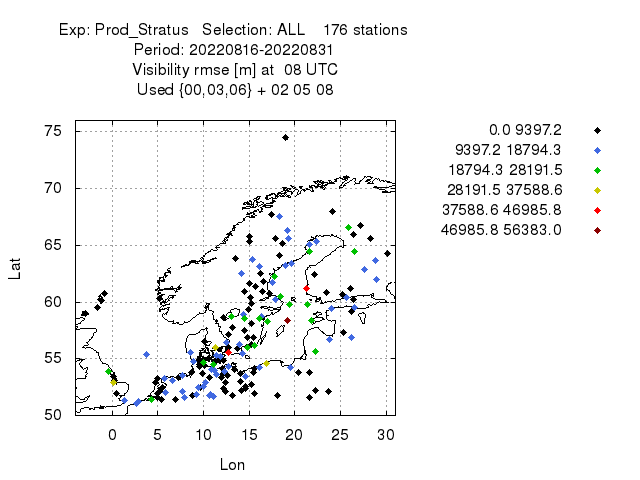 Exp: Prod_Stratus   Selection: ALL    176 stations
Period: 20220816-20220831
Visibility rmse [m] at  08 UTC
Used {00,03,06} + 02 05 08
0.0 9397.2
9397.2 18794.3
18794.3 28191.5
28191.5 37588.6
37588.6 46985.8
46985.8 56383.0
75
70
65
60
55
50
Lat
0 5 10 15 20 25 30
Lon